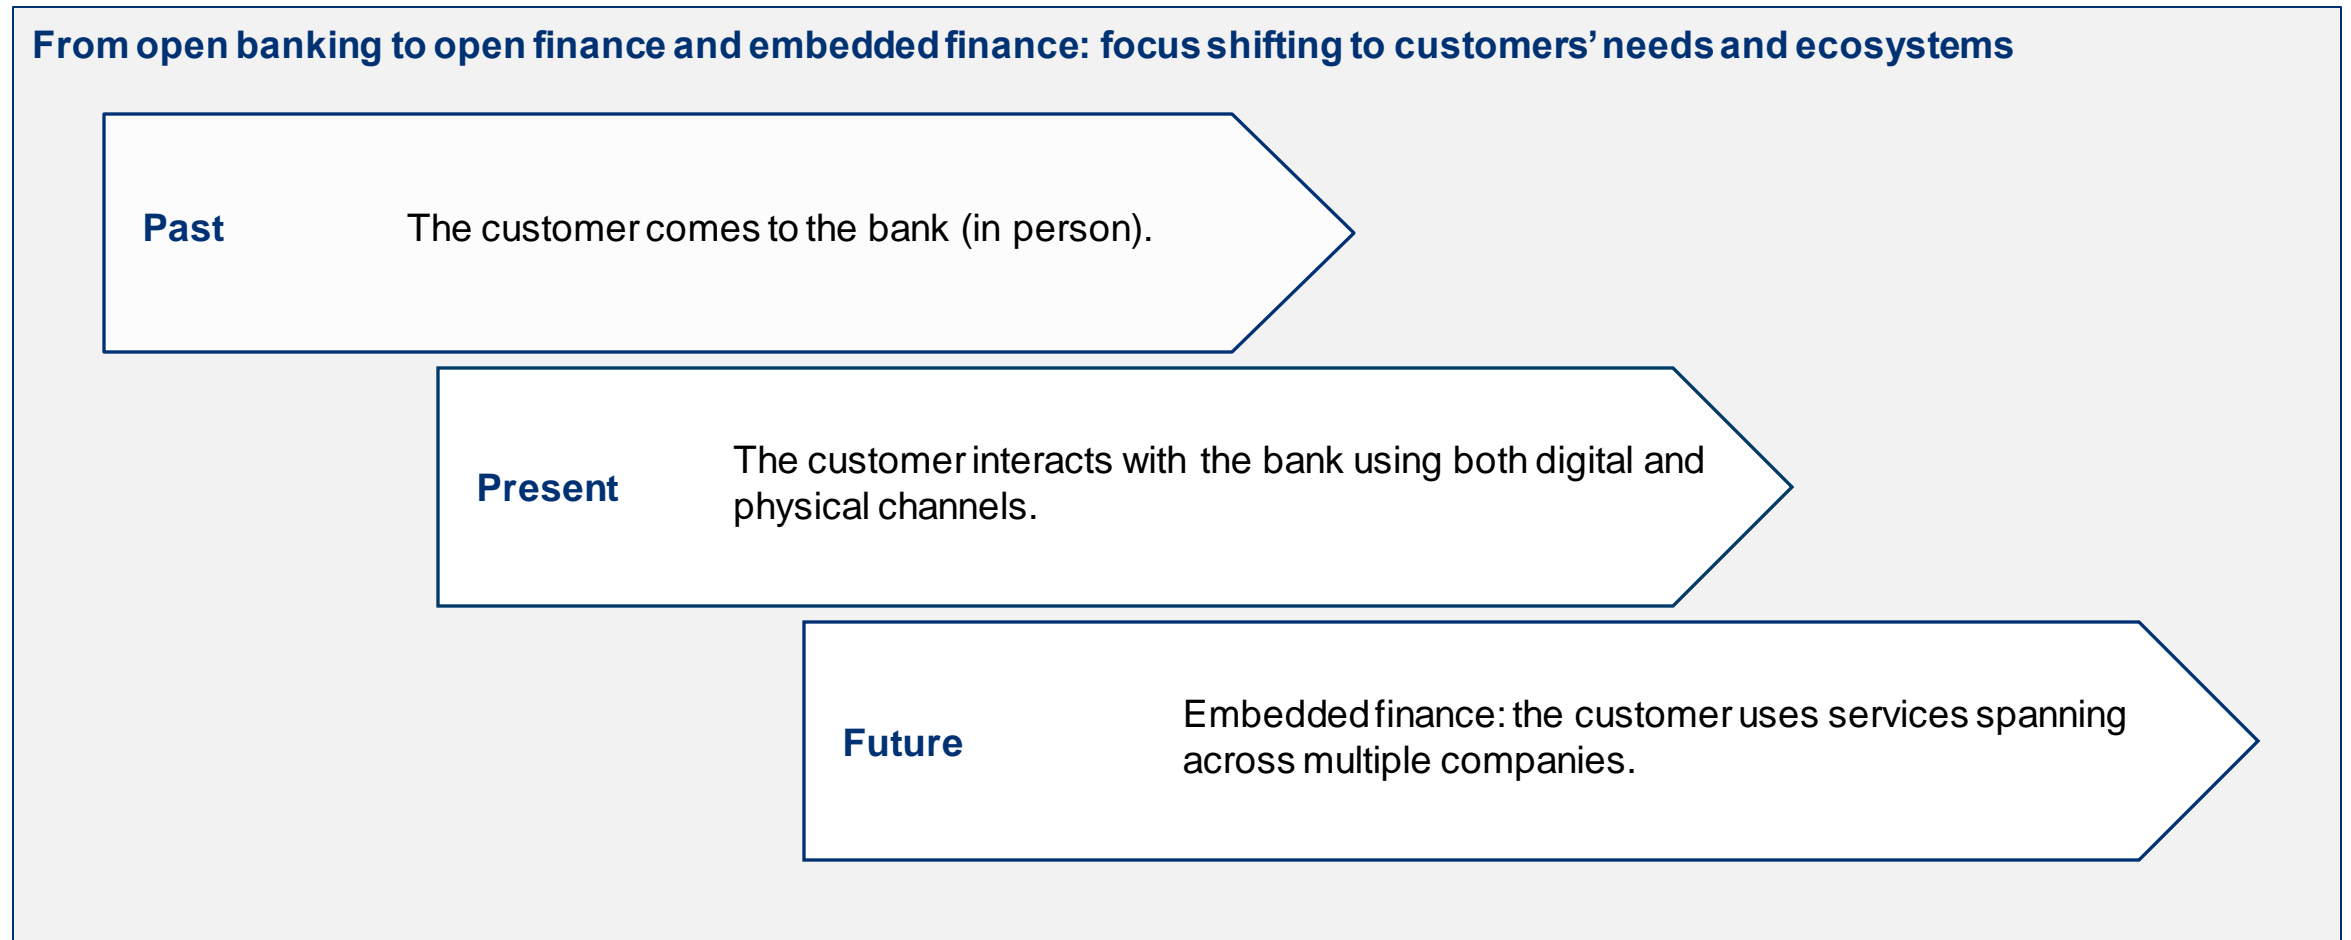 From open banking to open finance and embedded finance: focus shifting to customers’ needs and ecosystems
Past
The customer comes to the bank (in person).
Present
The customer interacts with the bank using both digital and
physical channels.
Future
Embedded finance: the customer uses services spanning
across multiple companies.